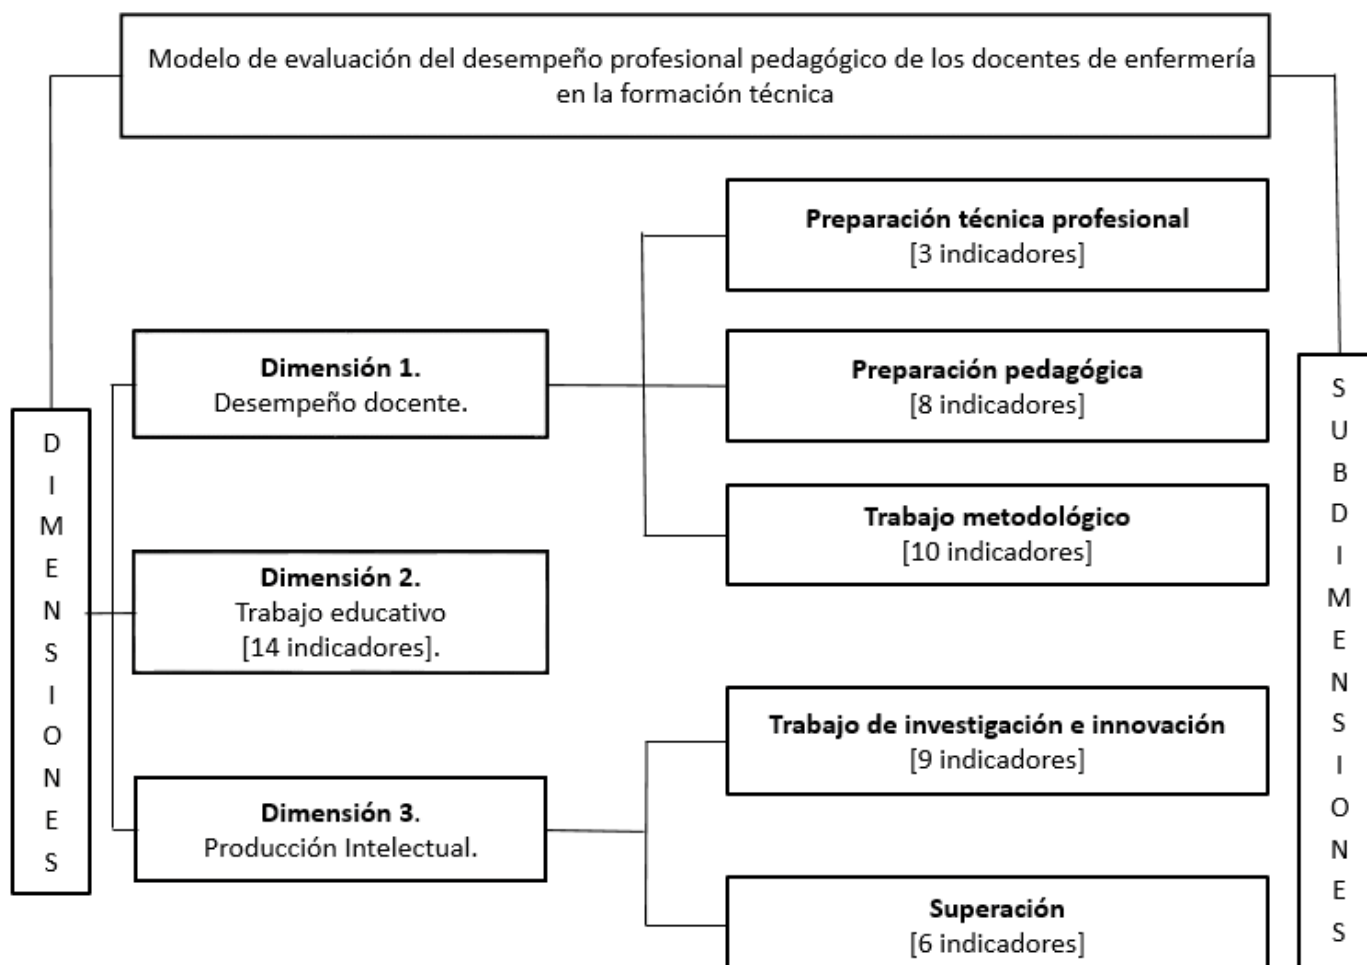 Modelo de evaluación del desempeño profesional pedagógico de los docentes de enfermería
en la formación técnica
DIMENSIONES
Dimensión 1.
Desempeño docente.
Preparación técnica profesional
[3 indicadores]
Preparación pedagógica
[8 indicadores]
Trabajo metodológico
[10 indicadores]
Dimensión 2.
Trabajo educativo
[14 indicadores].
Dimensión 3.
Producción Intelectual.
Trabajo de investigación e innovación
[9 indicadores]
Superación
[6 indicadores]
SUBDIMENSIONES